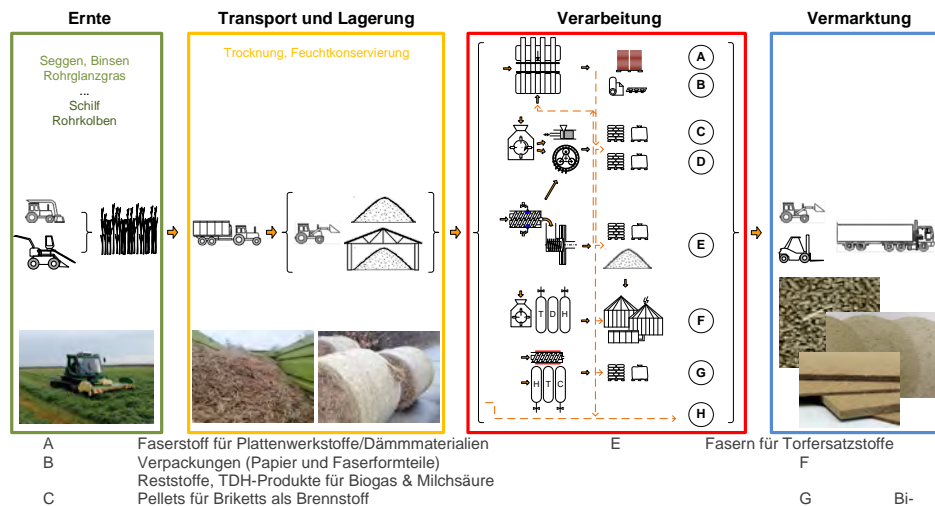 Ernte
Transport und Lagerung
Verarbeitung
Vermarktung
Seggen, Binsen
Rohrglanzgras
...
Schilf
Rohrkolben
Trocknung, Feuchtkonservierung
A
B
C
D
E
T D H
F
H T C
G
H
A Faserstoff für Plattenwerkstoffe/Dämmmaterialien E Fasern für Torfersatzstoffe
B Verpackungen (Papier und Faserformteile) F
Reststoffe, TDH-Produkte für Biogas & Milchsäure
C Pellets für Briketts als Brennstoff G Bi-